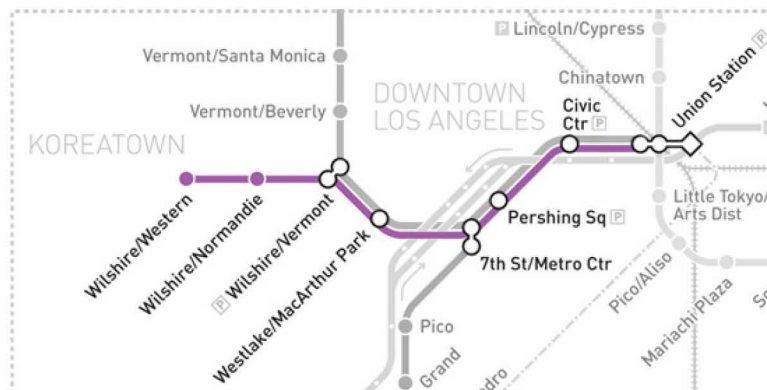 P Lincoln/Cypress
Vermont/Santa Monica
Chinatown
Union Station P
DOWNTOWN
LOS ANGELES
Civic
Ctr P
Vermont/Beverly
KOREATOWN
Wilshire/Western
Wilshire/Normandie
P Wilshire/Vermont
Westlake/MacArthur Park
Pershing Sq P
7th St/Metro Ctr
Little Tokyo/
Arts Dist
Pico/Aliso
Mariachi Plaza
Pico
Grand